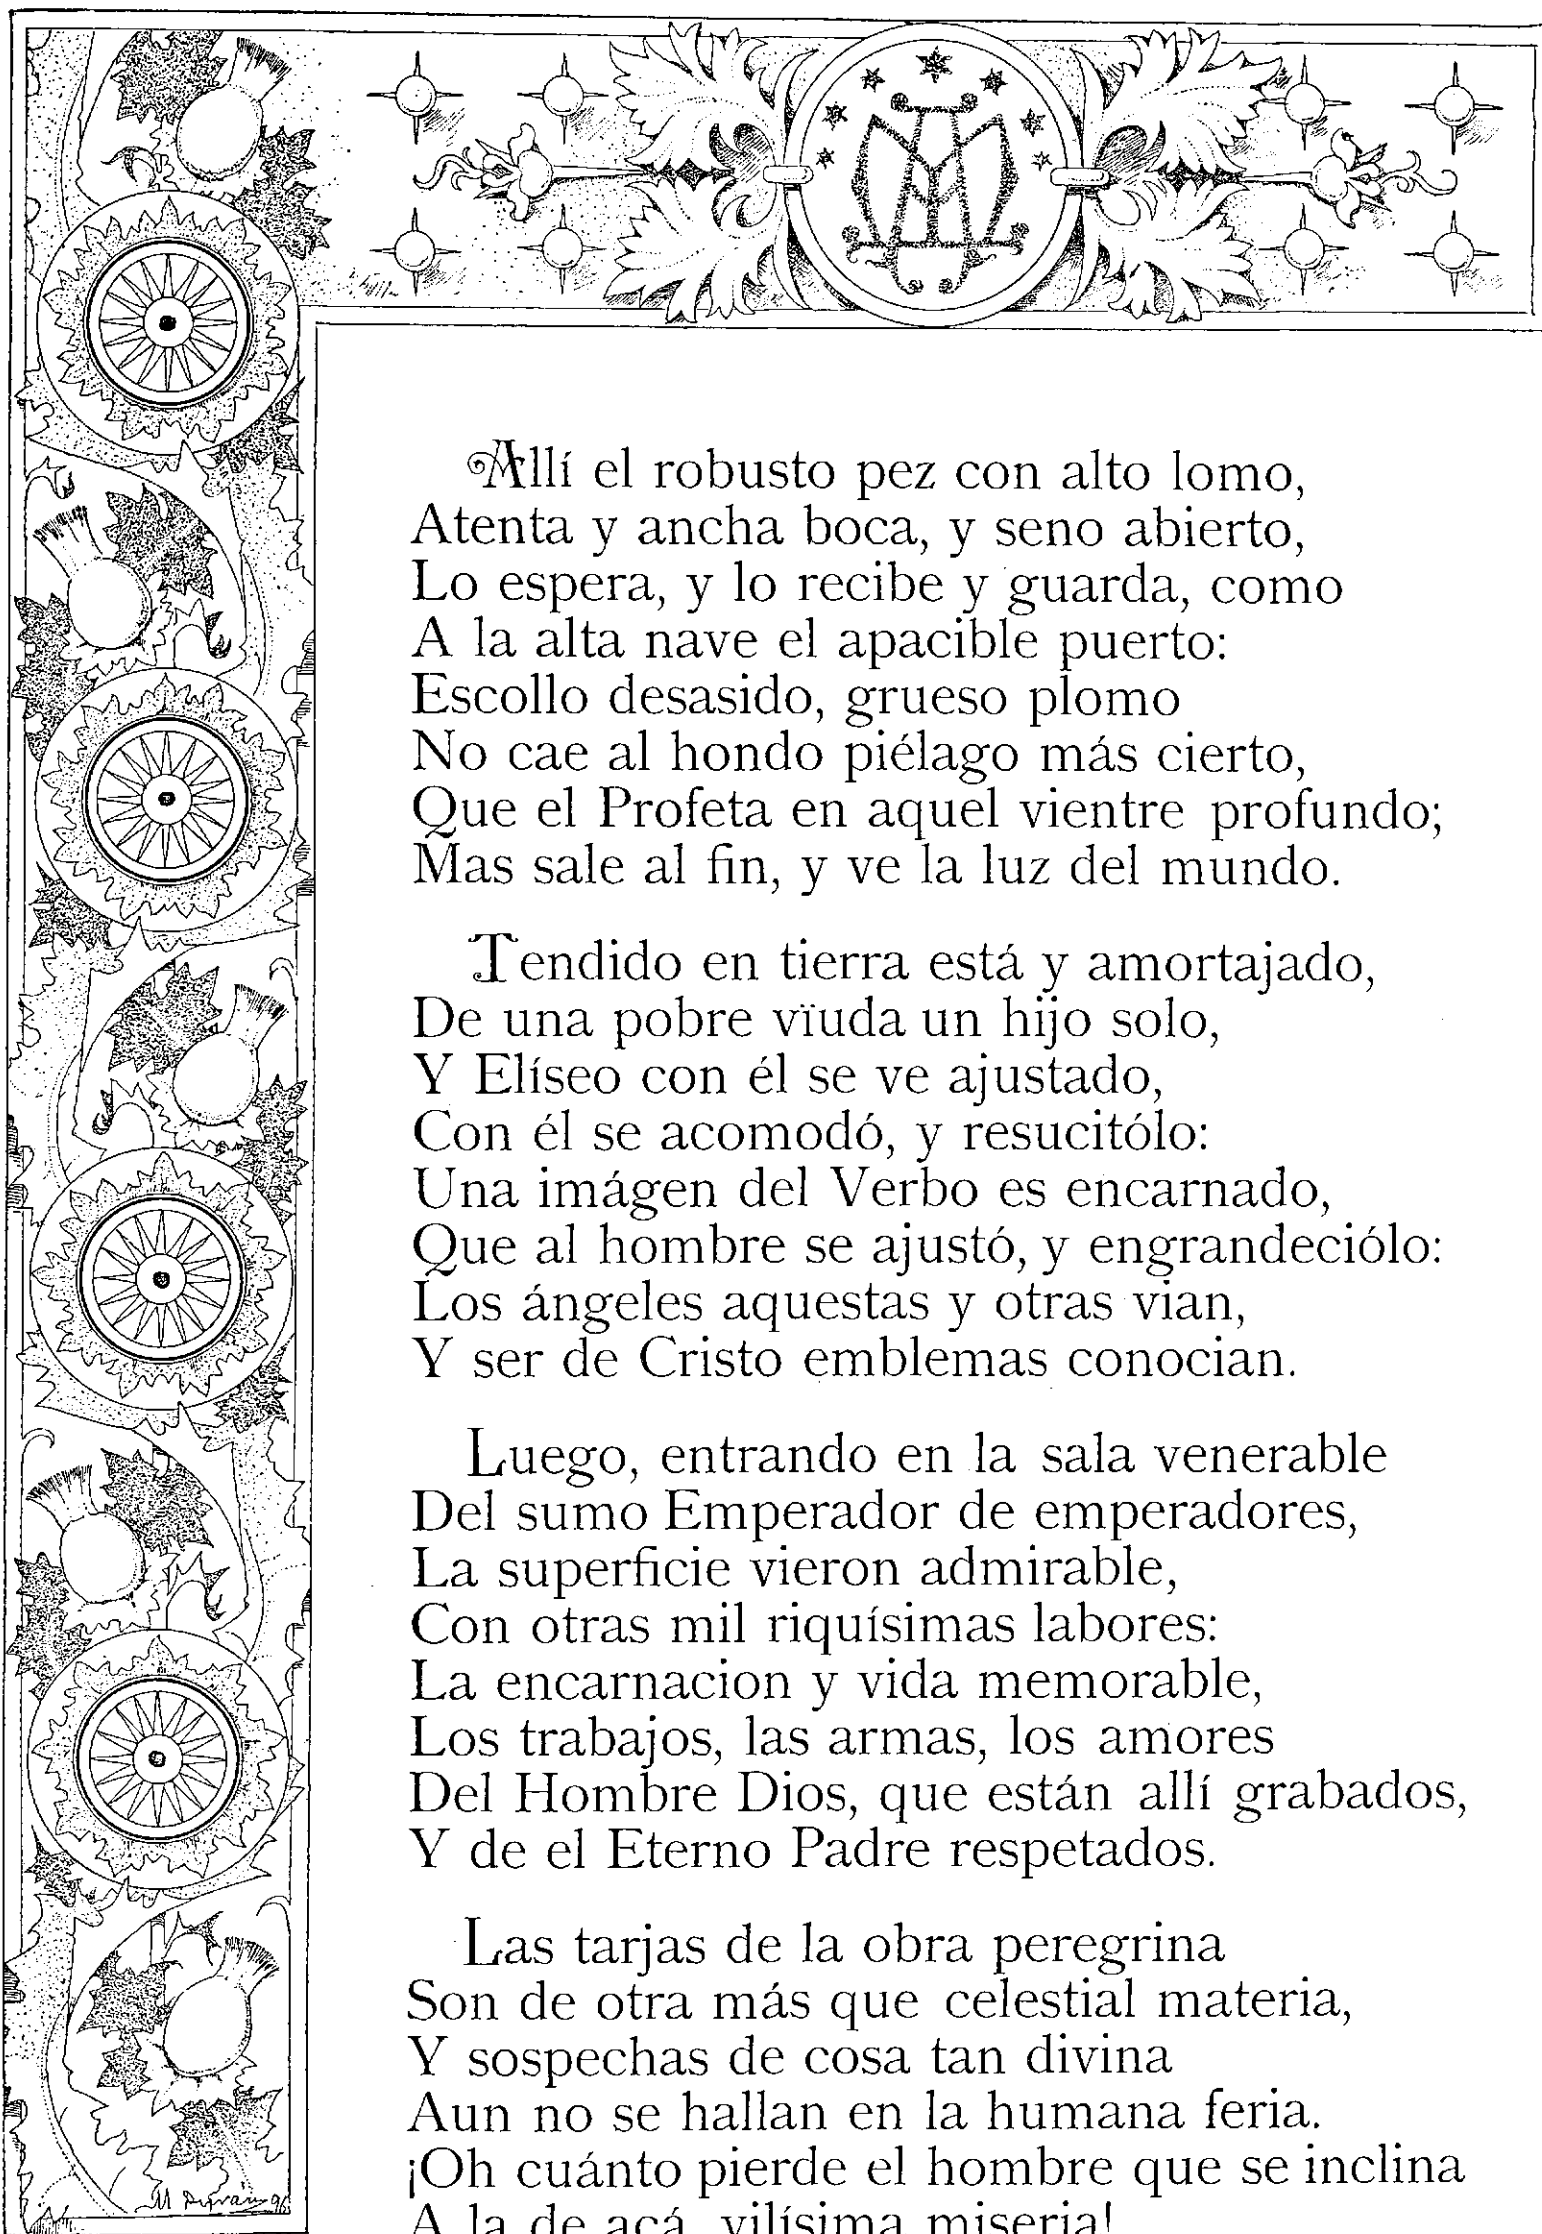 Allí el robusto pez con alto lomo,
Atenta y ancha boca, y seno abierto,
Lo espera, y lo recibe y guarda, como
A la alta nave el apacible puerto:
Escollo desasido, grueso plomo
No cae al hondo piélago más cierto,
Que el Profeta en aquel vientre profundo;
Mas sale al fin, y ve la luz del mundo.
Tendido en tierra está y amortajado,
De una pobre vïuda un hijo solo,
Y Elíseo con él se ve ajustado,
Con él se acomodó, y resucitólo:
Una imágen del Verbo es encarnado,
Que al hombre se ajustó, y engrandeciólo:
Los ángeles aquestas y otras vian,
Y ser de Cristo emblemas conocian.
Luego, entrando en la sala venerable
Del sumo Emperador de emperadores,
La superficie vieron admirable,
Con otras mil riquísimas labores:
La encarnacion y vida memorable,
Los trabajos, las armas, los amores
Del Hombre Dios, que están allí grabados,
Y de el Eterno Padre respetados.
Las tarjas de la obra peregrina
Son de otra más que celestial materia,
Y sospechas de cosa tan divina
Aun no se hallan en la humana feria.
¡Oh cuánto pierde el hombre que se inclina
A la de acá, vilísima miseria!